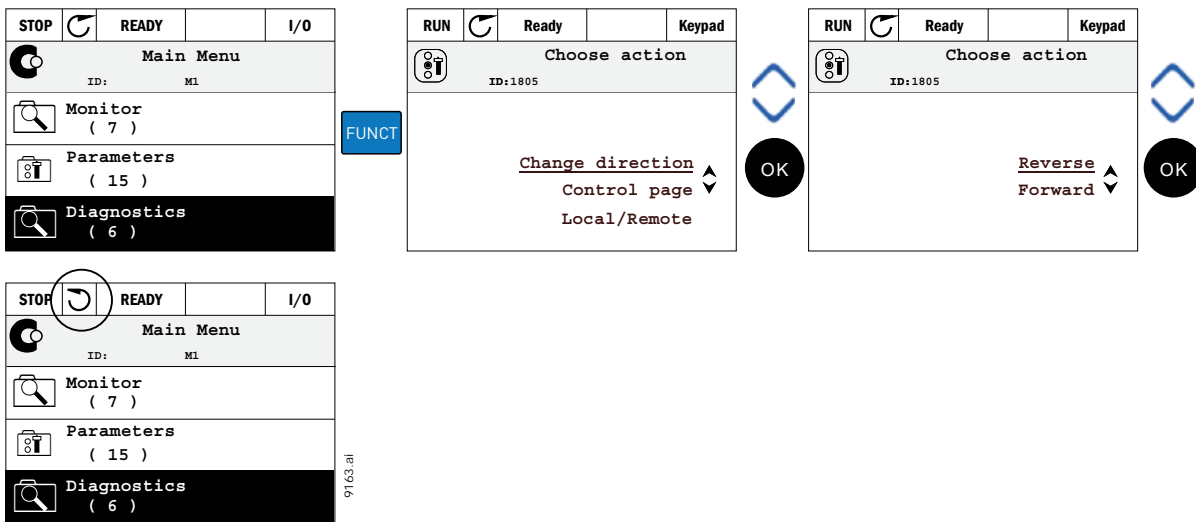 STOP READY I/O
Main Menu
ID: M1
Monitor
( 7 )
Parameters
( 15 )
Diagnostics
( 6 )
FUNCT
RUN Ready Keypad
Choose action
ID:1805
Change direction
Control page
Local/Remote
OK
RUN Ready Keypad
Choose action
ID:1805
Reverse
Forward
OK
STOP READY I/O
Main Menu
ID: M1
Monitor
( 7 )
Parameters
( 15 )
Diagnostics
( 6 )
9163.ai